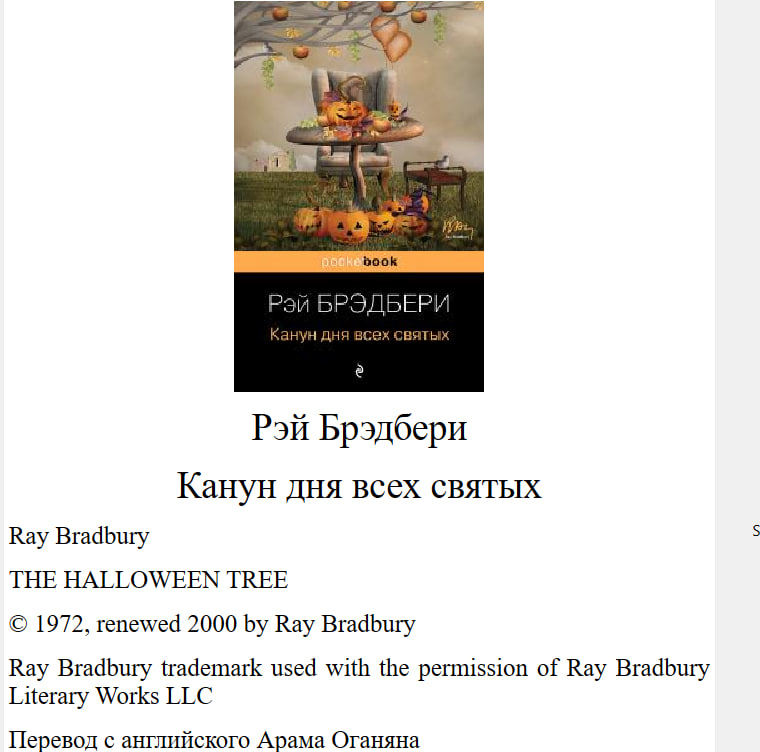 pocketbook
Рэй БРЭДБЕРИ
Канун дня всех святых
Рэй Брэдбери
Канун дня всех святых
Ray Bradbury
THE HALLOWEEN TREE
© 1972, renewed 2000 by Ray Bradbury
Ray Bradbury trademark used with the permission of Ray Bradbury
Literary Works LLC
Перевод с английского Арама Оганяна
S